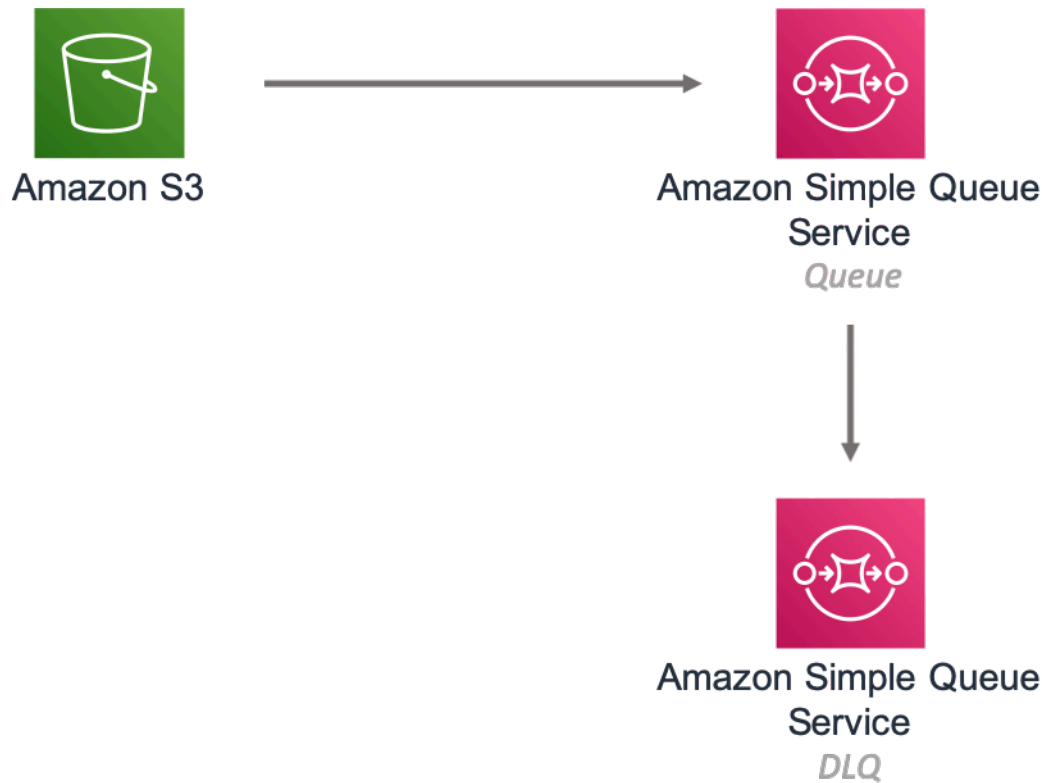 Amazon S3
Amazon Simple Queue
Service
Queue
Amazon Simple Queue
Service
DLQ